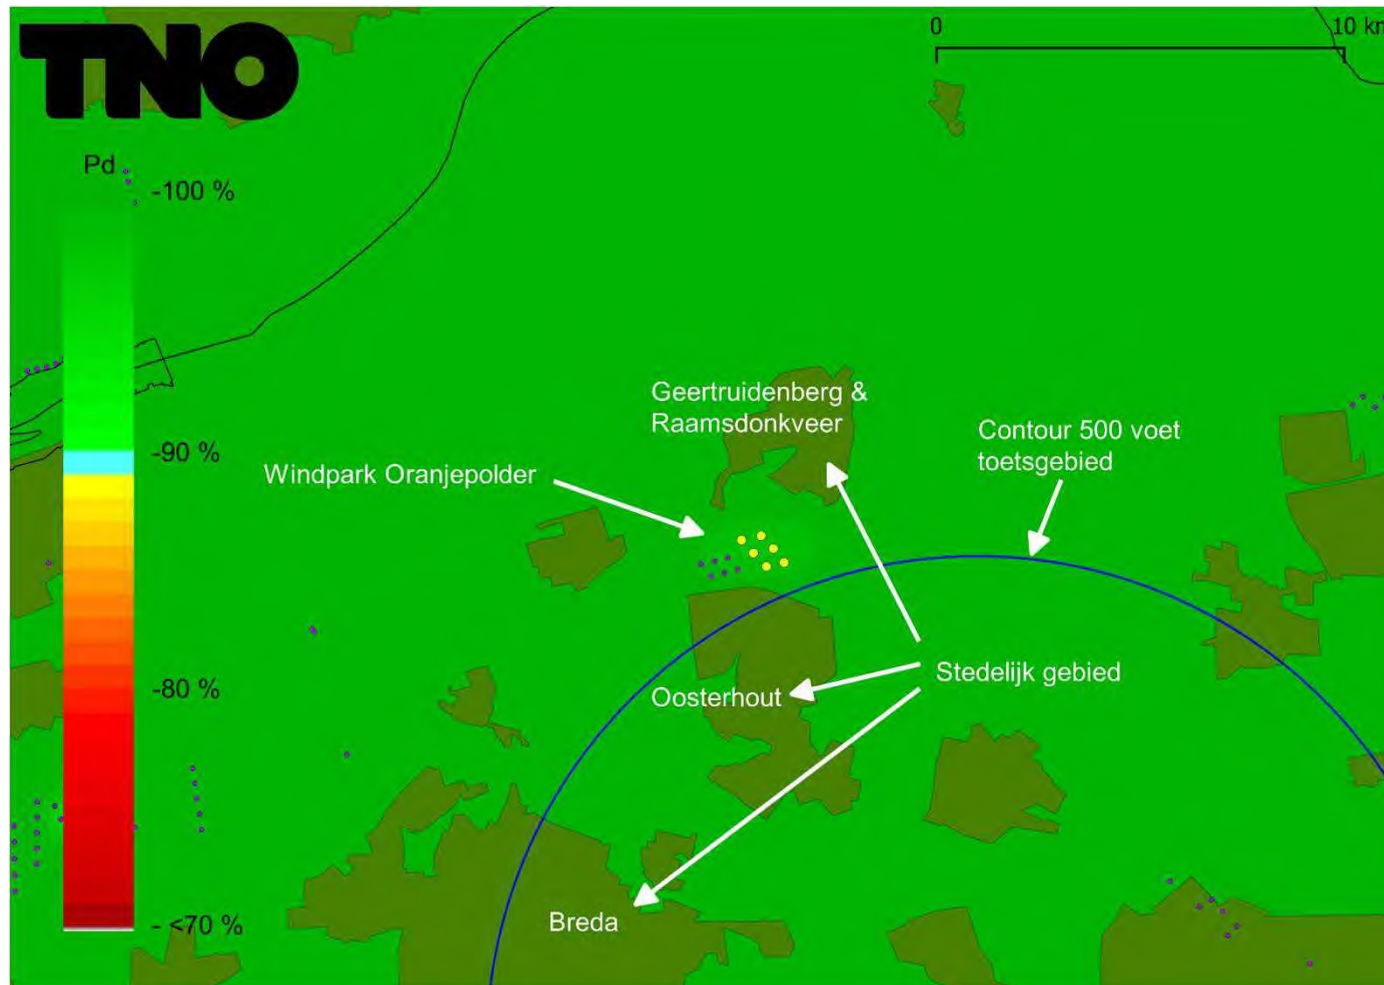 TNO
0 10 km
Pd
-100 %
-90 %
Geertruidenberg &
Raamsdonkveer
Contour 500 voet
toetsgebied
Windpark Oranjepolder
-80 %
Stedelijk gebied
Oosterhout
Breda
- <70 %